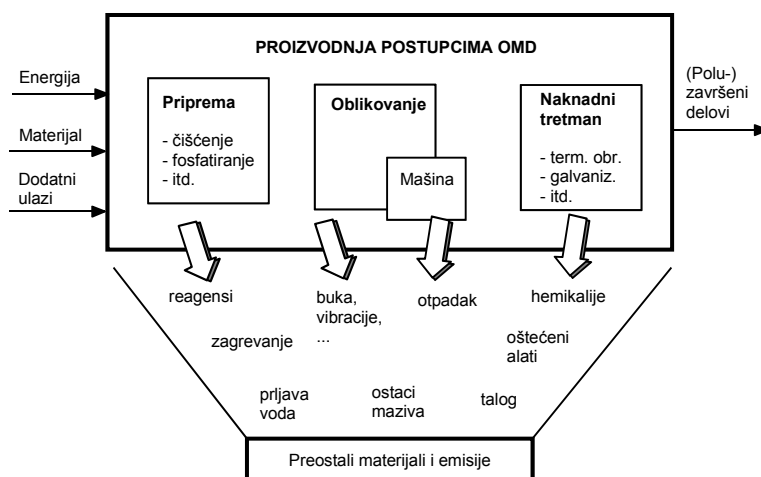 PROIZVODNJA POSTUPCIMA OMD
Energija
Materijal
Dodatni
ulazi
Priprema
- čišćenje
- fosfatiranje
- itd.
Oblikovanje
Mašina
Naknadni
tretman
- term. obr.
- galvaniz.
- itd.
(Polu-)
završeni
delovi
reagensi
buka,
vibracije,
...
otpadak
hemikalije
zagrevanje
oštećeni
alati
prljava
voda
ostaci
maziva
talog
Preostali materijali i emisije